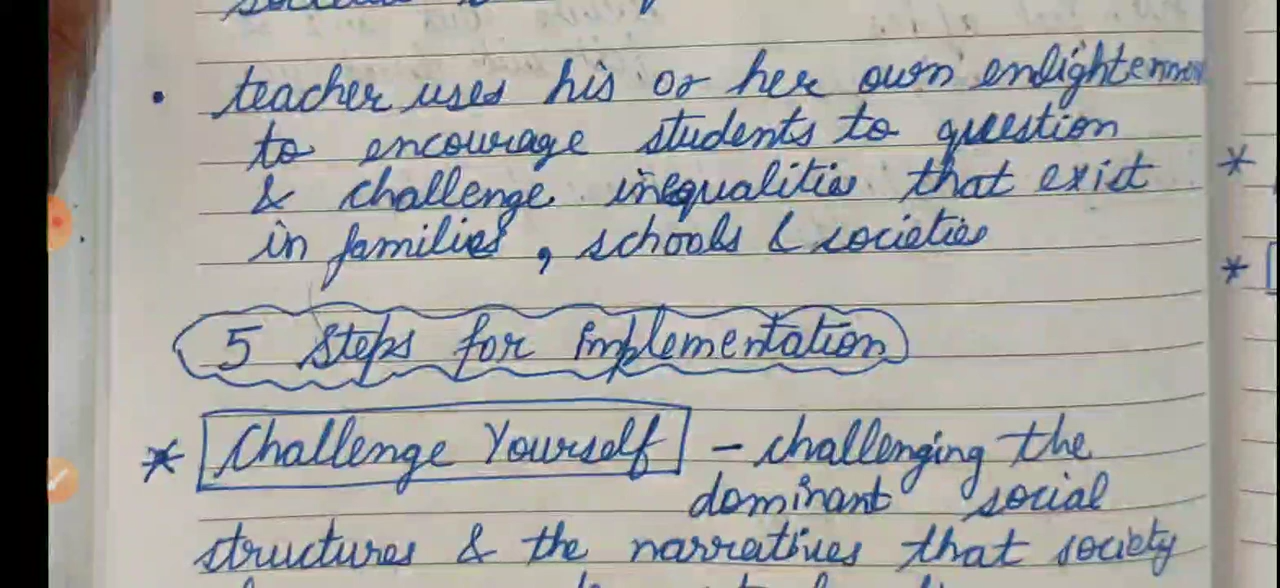 • teacher uses his or her own enlightenmen
to encourage students to question
& challenge inequalities that exist
in families, schools & societies
5 Steps for Implementation
* Challenge Yourself – challenging the
dominant social
structures & the narratives that society